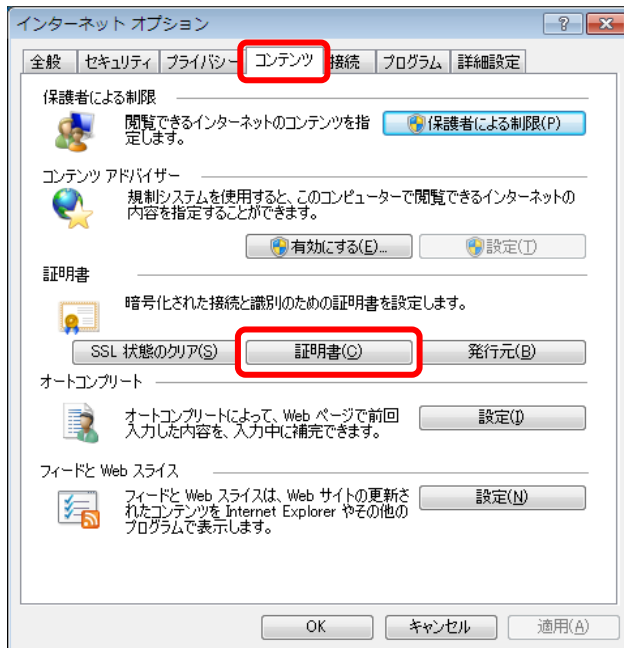 インターネット オプション
全般 セキュリティ プライバシー コンテンツ 接続 プログラム 詳細設定
保護者による制限
閲覧できるインターネットのコンテンツを指
定します。
保護者による制限(P)
コンテンツ アドバイザー
規制システムを使用すると、このコンピューターで閲覧できるインターネットの
内容を指定することができます。
有効にする(E)... 設定(T)
証明書
暗号化された接続と識別のための証明書を設定します。
SSL 状態のクリア(S) 証明書(C) 発行元(B)
オートコンプリート
オートコンプリートによって、Web ページで前回
入力した内容を、入力中に補完できます。
設定(I)
フィードと Web スライス
フィードと Web スライスは、Web サイトの更新さ
れたコンテンツを Internet Explorer やその他の
プログラムで表示します。
設定(N)
OK キャンセル 適用(A)